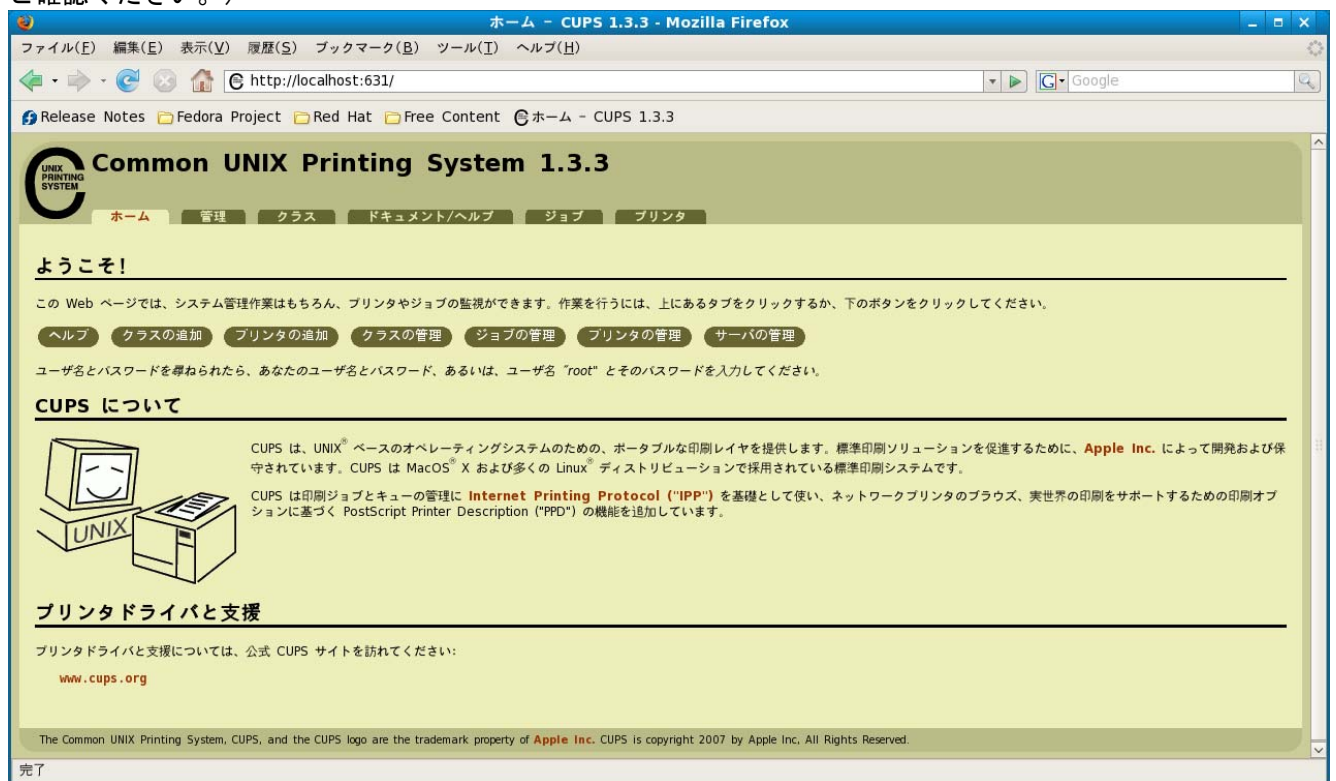 ご確認ください。)
ホーム - CUPS 1.3.3 - Mozilla Firefox
ファイル(F) 編集(E) 表示(V) 履歴(S) ブックマーク(B) ツール(T) ヘルプ(H)
http://localhost:631/
G Google
Release Notes Fedora Project Red Hat Free Content ホーム - CUPS 1.3.3
UNIX PRINTING SYSTEM
Common UNIX Printing System 1.3.3
ホーム 管理 クラス ドキュメント/ヘルプ ジョブ プリンタ
ようこそ!
この Web ページでは、システム管理作業はもちろん、プリンタやジョブの監視ができます。作業を行うには、上にあるタブをクリックするか、下のボタンをクリックしてください。
ヘルプ クラスの追加 プリンタの追加 クラスの管理 ジョブの管理 プリンタの管理 サーバの管理
ユーザ名とパスワードを尋ねられたら、あなたのユーザ名とパスワード、あるいは、ユーザ名 "root" とそのパスワードを入力してください。
CUPS について
CUPS は、UNIX® ベースのオペレーティングシステムのための、ポータブルな印刷レイヤを提供します。標準印刷ソリューションを促進するために、Apple Inc. によって開発および保
守されています。CUPS は MacOS® X および多くの Linux® ディストリビューションで採用されている標準印刷システムです。
CUPS は印刷ジョブとキューの管理に Internet Printing Protocol ("IPP") を基礎として使い、ネットワークプリンタのブラウズ、実世界の印刷をサポートするための印刷オプ
ションに基づく PostScript Printer Description ("PPD") の機能を追加しています。
UNIX
プリンタドライバと支援
プリンタドライバと支援については、公式 CUPS サイトを訪れてください:
www.cups.org
The Common UNIX Printing System, CUPS, and the CUPS logo are the trademark property of Apple Inc. CUPS is copyright 2007 by Apple Inc, All Rights Reserved.
完了